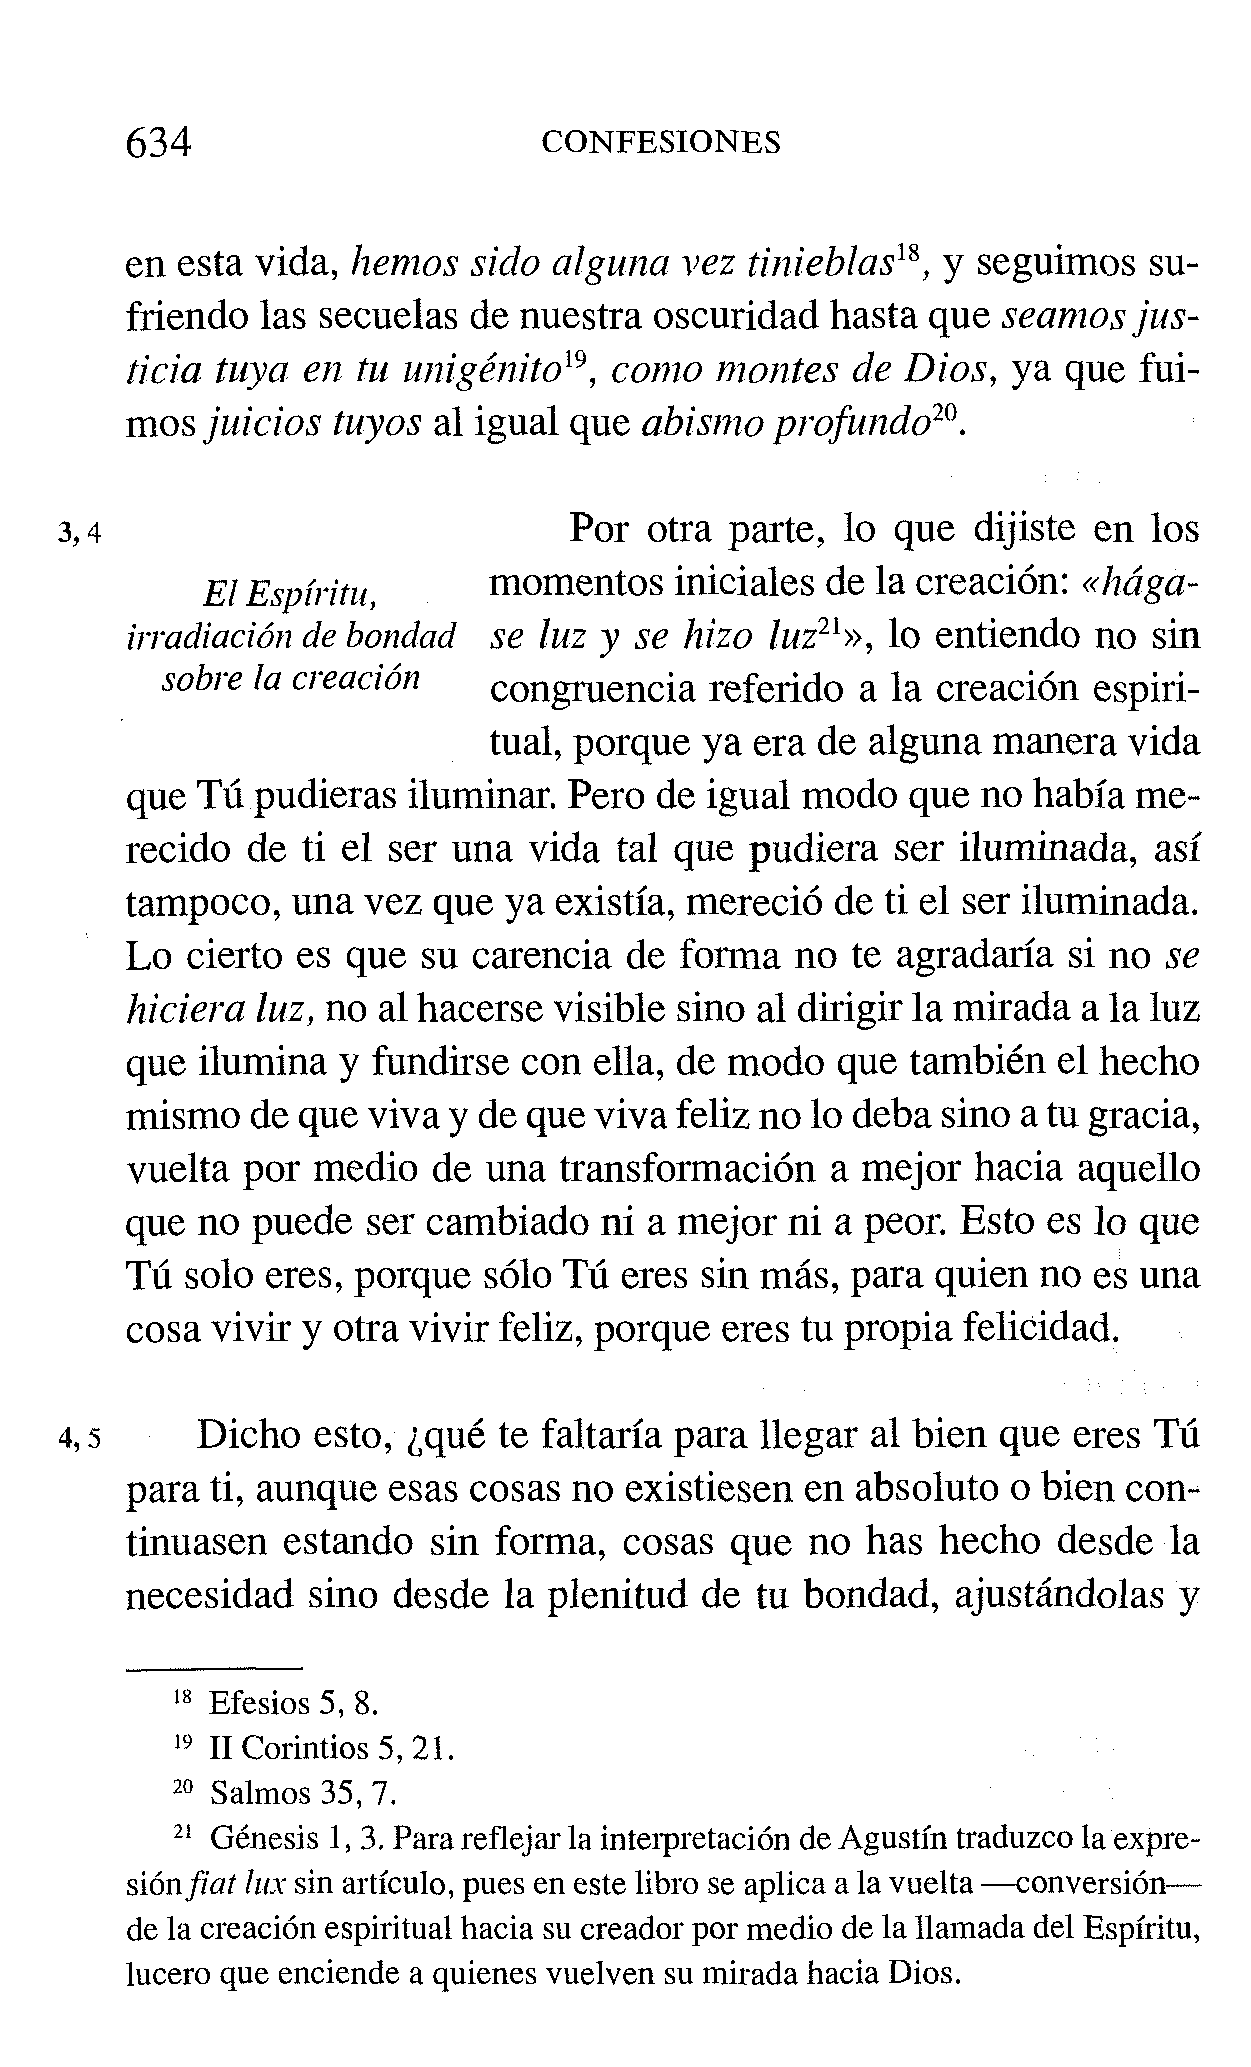 634 CONFESIONES
en esta vida, hemos sido alguna vez tinieblas¹⁸, y seguimos su-
friendo las secuelas de nuestra oscuridad hasta que seamos jus-
ticia tuya en tu unigénito¹⁹, como montes de Dios, ya que fui-
mos juicios tuyos al igual que abismo profundo²⁰.
3, 4
El Espíritu,
irradiación de bondad
sobre la creación
Por otra parte, lo que dijiste en los
momentos iniciales de la creación: «hága-
se luz y se hizo luz²¹», lo entiendo no sin
congruencia referido a la creación espiri-
tual, porque ya era de alguna manera vida
que Tú pudieras iluminar. Pero de igual modo que no había me-
recido de ti el ser una vida tal que pudiera ser iluminada, así
tampoco, una vez que ya existía, mereció de ti el ser iluminada.
Lo cierto es que su carencia de forma no te agradaría si no se
hiciera luz, no al hacerse visible sino al dirigir la mirada a la luz
que ilumina y fundirse con ella, de modo que también el hecho
mismo de que viva y de que viva feliz no lo deba sino a tu gracia,
vuelta por medio de una transformación a mejor hacia aquello
que no puede ser cambiado ni a mejor ni a peor. Esto es lo que
Tú solo eres, porque sólo Tú eres sin más, para quien no es una
cosa vivir y otra vivir feliz, porque eres tu propia felicidad.
4, 5 Dicho esto, ¿qué te faltaría para llegar al bien que eres Tú
para ti, aunque esas cosas no existiesen en absoluto o bien con-
tinuasen estando sin forma, cosas que no has hecho desde la
necesidad sino desde la plenitud de tu bondad, ajustándolas y
¹⁸ Efesios 5, 8.
¹⁹ II Corintios 5, 21.
²⁰ Salmos 35, 7.
²¹ Génesis 1, 3. Para reflejar la interpretación de Agustín traduzco la expre-
sión fiat lux sin artículo, pues en este libro se aplica a la vuelta —conversión—
de la creación espiritual hacia su creador por medio de la llamada del Espíritu,
lucero que enciende a quienes vuelven su mirada hacia Dios.